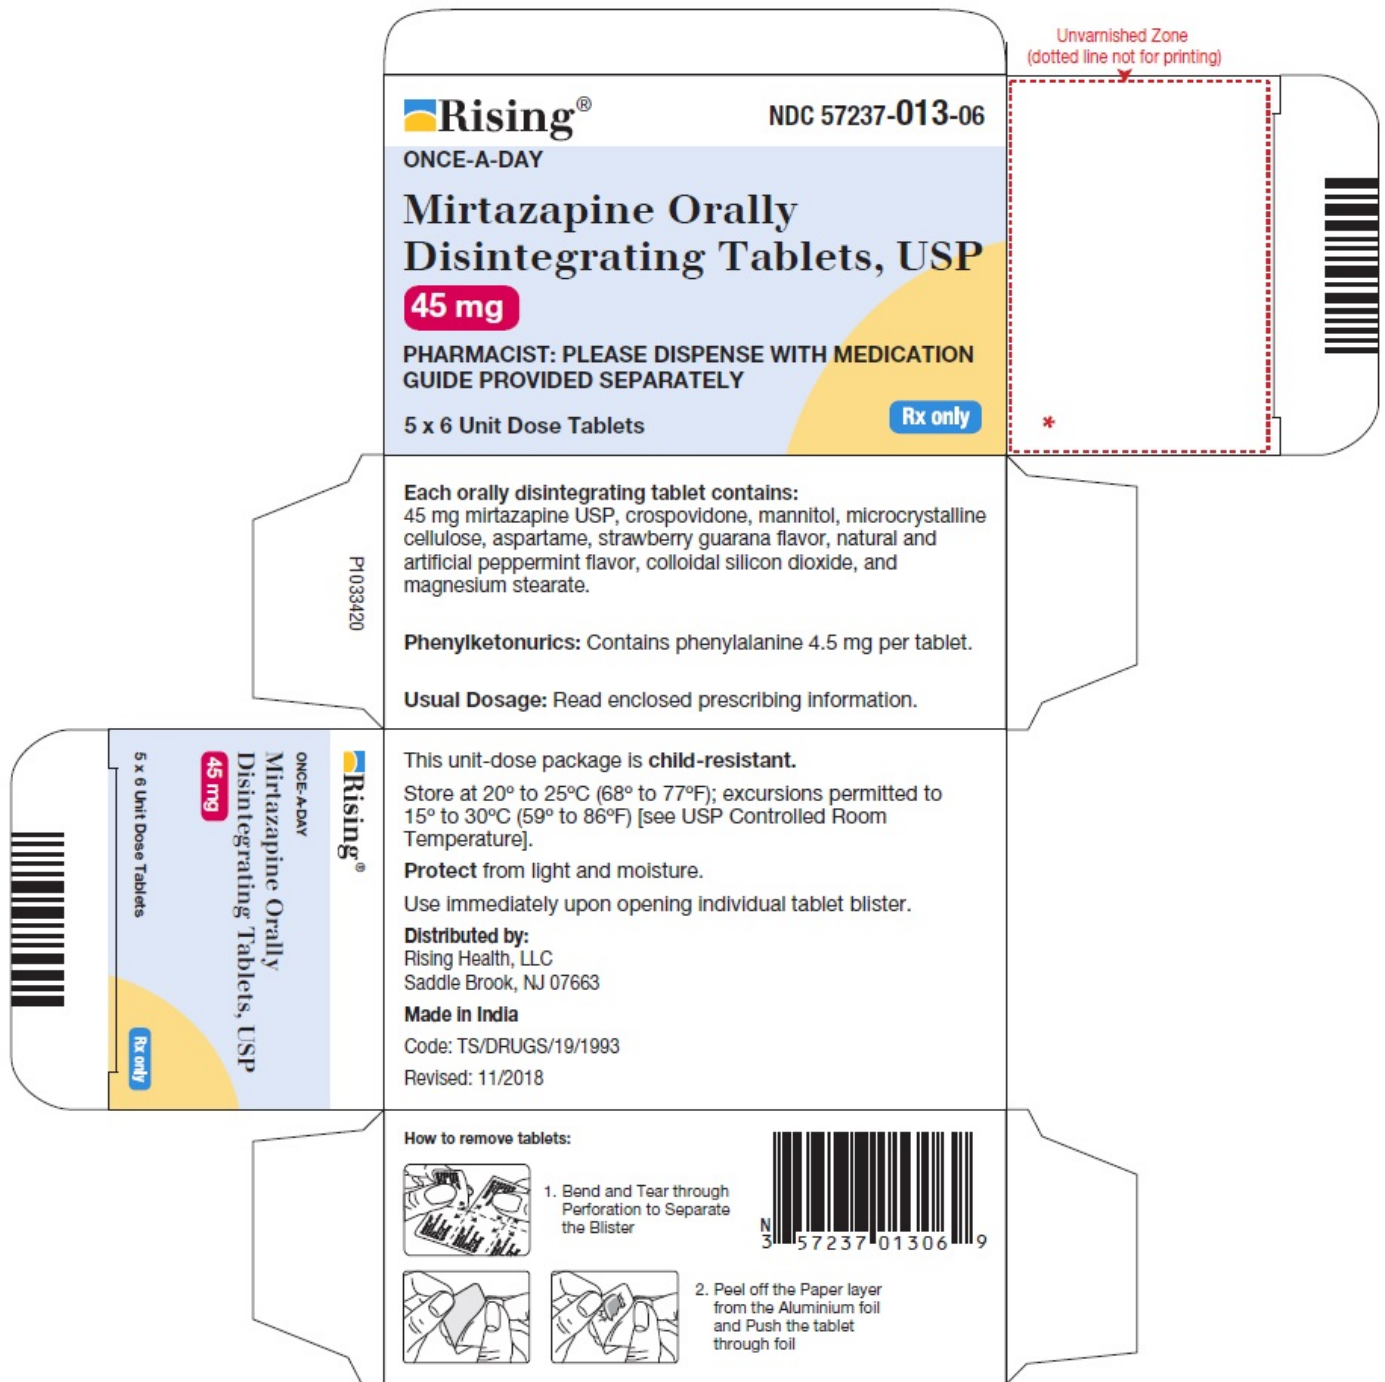 Unvarnished Zone
(dotted line not for printing)
Rising®
NDC 57237-013-06
ONCE-A-DAY
Mirtazapine Orally
Disintegrating Tablets, USP
45 mg
PHARMACIST: PLEASE DISPENSE WITH MEDICATION
GUIDE PROVIDED SEPARATELY
5 x 6 Unit Dose Tablets
Rx only
*
Each orally disintegrating tablet contains:
45 mg mirtazapine USP, crospovidone, mannitol, microcrystalline
cellulose, aspartame, strawberry guarana flavor, natural and
artificial peppermint flavor, colloidal silicon dioxide, and
magnesium stearate.
Phenylketonurics: Contains phenylalanine 4.5 mg per tablet.
Usual Dosage: Read enclosed prescribing information.
P1033420
Rising®
ONCE-A-DAY
Mirtazapine Orally
Disintegrating Tablets, USP
45 mg
5 x 6 Unit Dose Tablets
Rx only
This unit-dose package is child-resistant.
Store at 20º to 25ºC (68º to 77ºF); excursions permitted to
15º to 30ºC (59º to 86ºF) [see USP Controlled Room
Temperature].
Protect from light and moisture.
Use immediately upon opening individual tablet blister.
Distributed by:
Rising Health, LLC
Saddle Brook, NJ 07663
Made in India
Code: TS/DRUGS/19/1993
Revised: 11/2018
How to remove tablets:
1. Bend and Tear through
Perforation to Separate
the Blister
N
3 57237 01306 9
2. Peel off the Paper layer
from the Aluminium foil
and Push the tablet
through foil